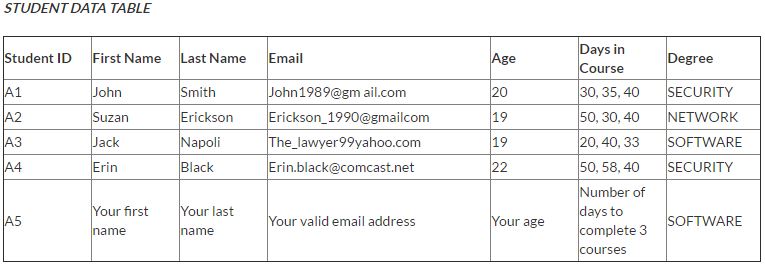 STUDENT DATA TABLE
Student ID First Name Last Name Email Age Days in Course Degree
A1 John Smith John1989@gm ail.com 20 30, 35, 40 SECURITY
A2 Suzan Erickson Erickson_1990@gmailcom 19 50, 30, 40 NETWORK
A3 Jack Napoli The_lawyer99yahoo.com 19 20, 40, 33 SOFTWARE
A4 Erin Black Erin.black@comcast.net 22 50, 58, 40 SECURITY
A5 Your first name Your last name Your valid email address Your age Number of days to complete 3 courses SOFTWARE